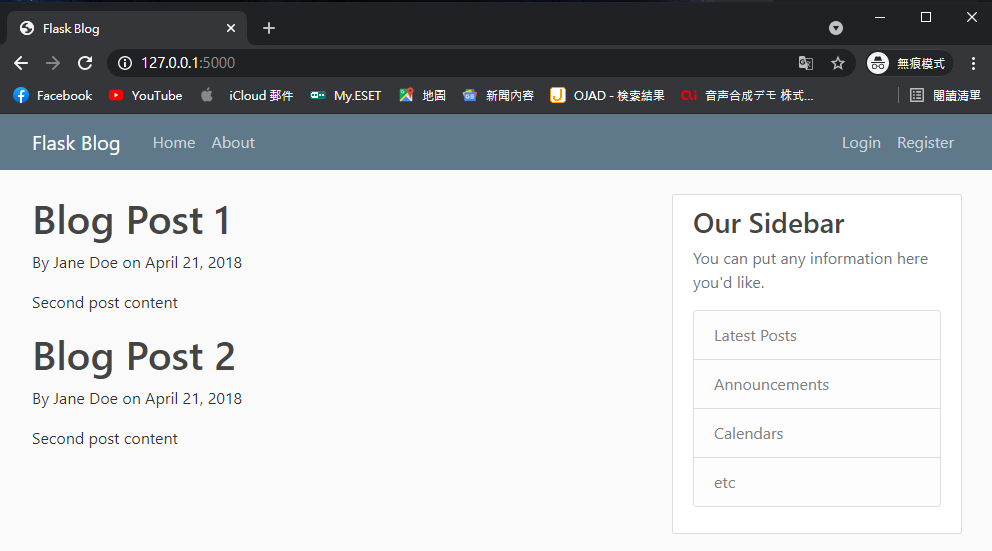 Flask Blog
127.0.0.1:5000
無痕模式
Facebook
YouTube
iCloud 郵件
My.ESET
地圖
新聞內容
OJAD - 検索結果
音声合成デモ 株式...
閱讀清單
Flask Blog
Home
About
Login
Register
Blog Post 1
By Jane Doe on April 21, 2018
Second post content
Blog Post 2
By Jane Doe on April 21, 2018
Second post content
Our Sidebar
You can put any information here
you'd like.
Latest Posts
Announcements
Calendars
etc